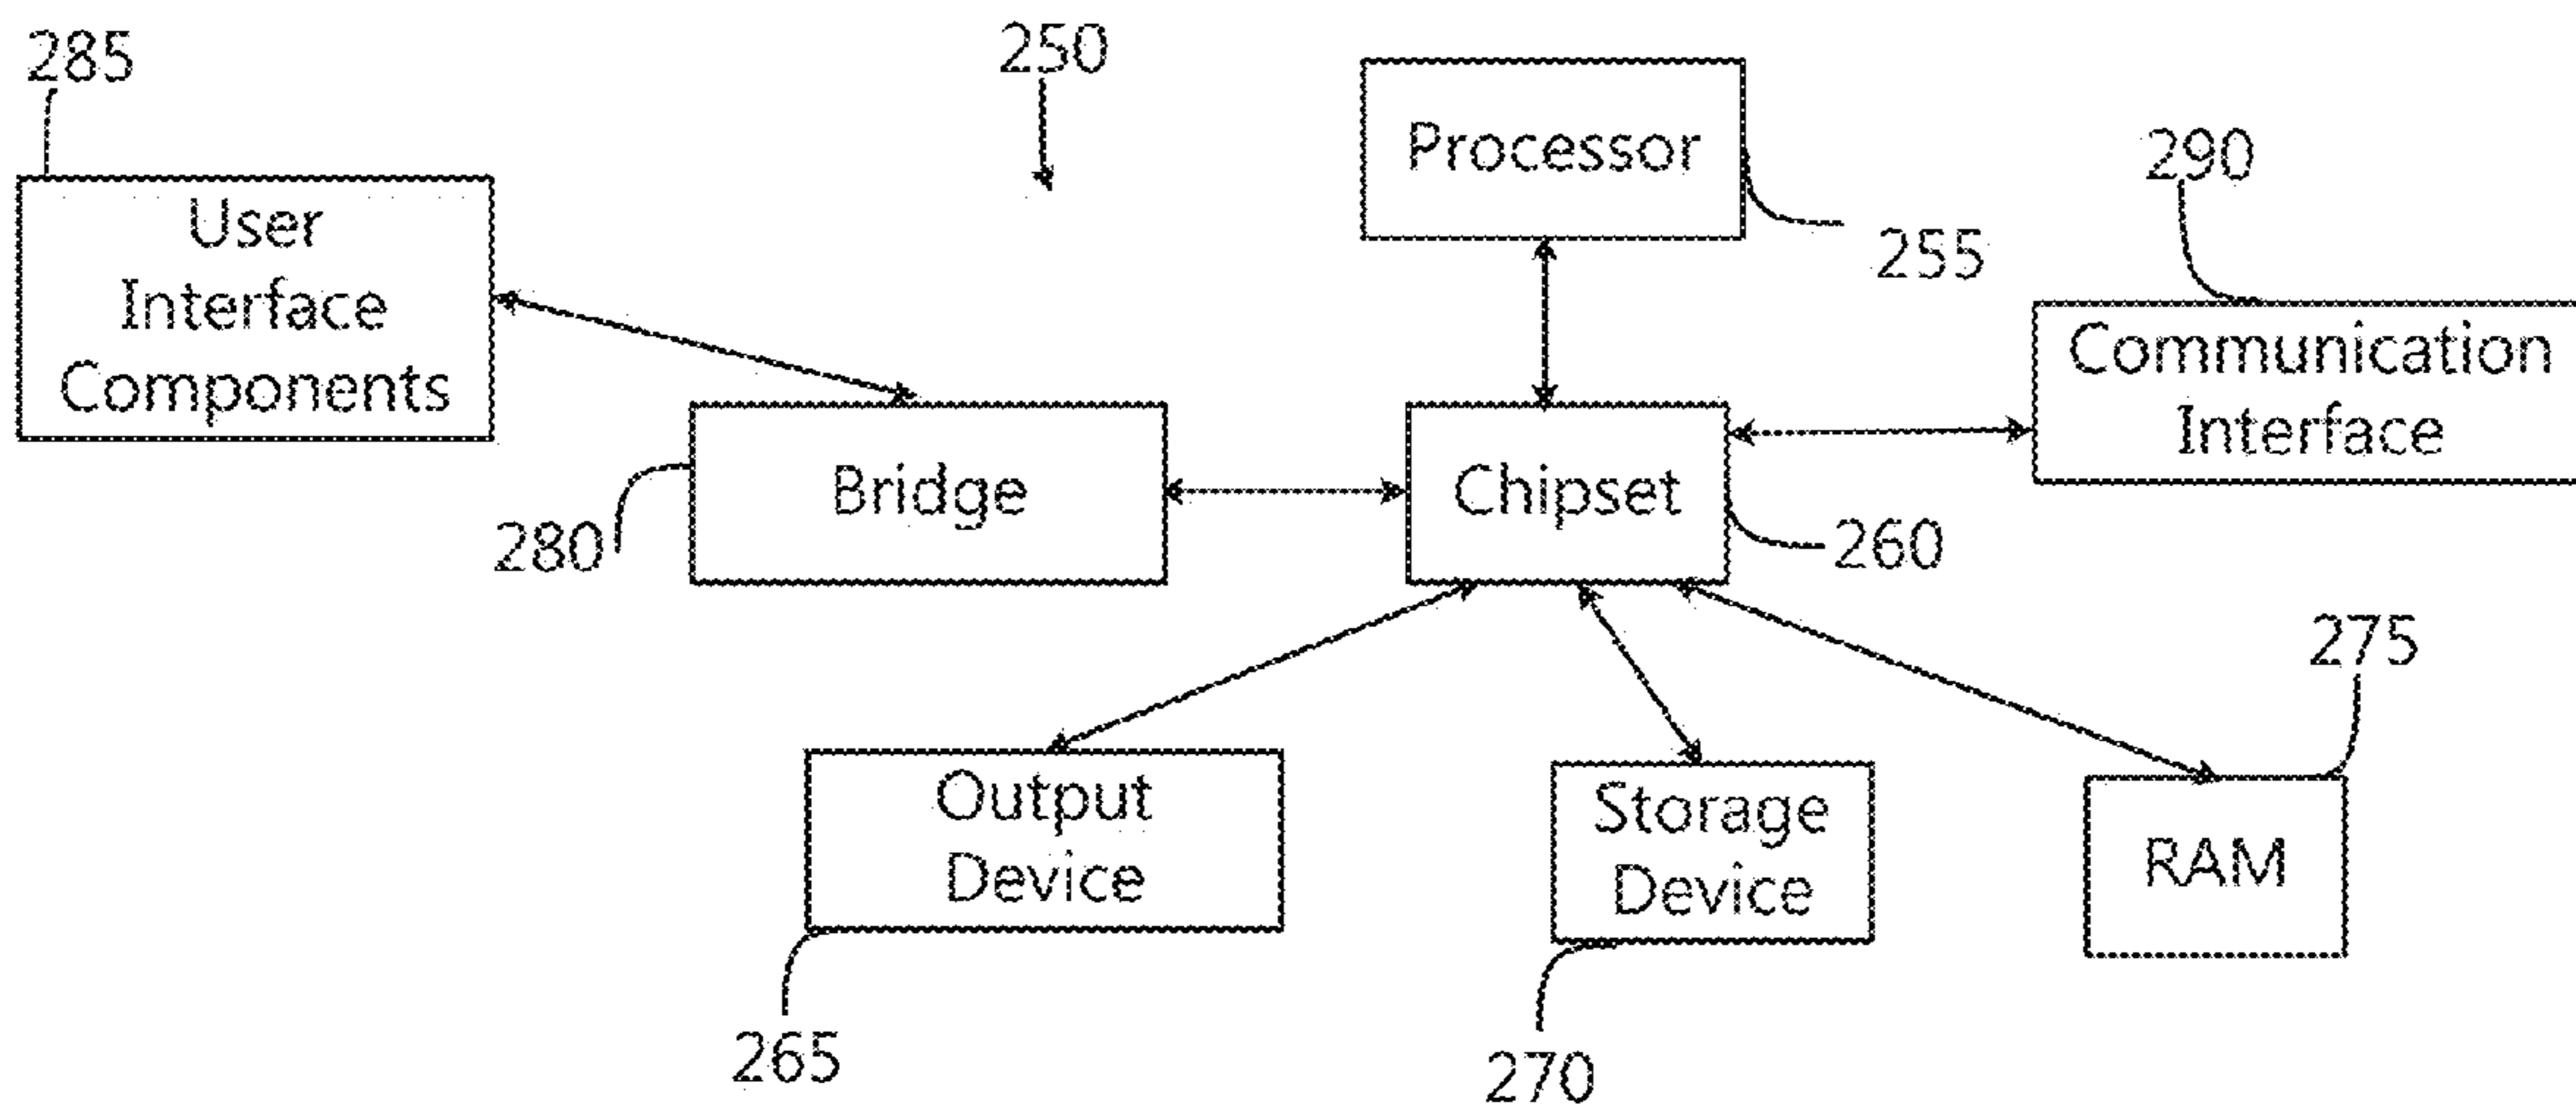 285
250
Processor
290
User
Interface
Components
255
Communication
Interface
Bridge
Chipset
280
260
275
Output
Device
Storage
Device
RAM
265
270